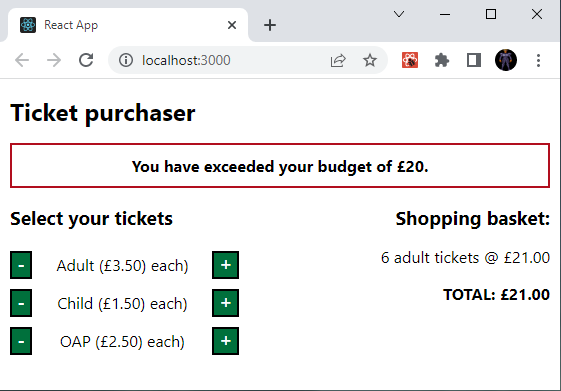 React App
localhost:3000
Ticket purchaser
You have exceeded your budget of £20.
Select your tickets
- Adult (£3.50) each) +
- Child (£1.50) each) +
- OAP (£2.50) each) +
Shopping basket:
6 adult tickets @ £21.00
TOTAL: £21.00